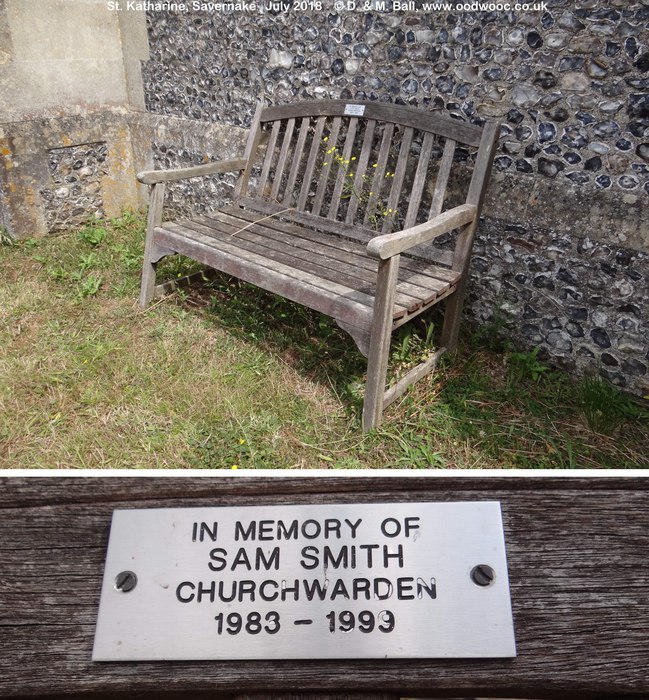 St. Katharine, Savernake, July 2018   © D. & M. Ball, www.oodwooc.co.uk
IN MEMORY OF
SAM SMITH
CHURCHWARDEN
1983 – 1999